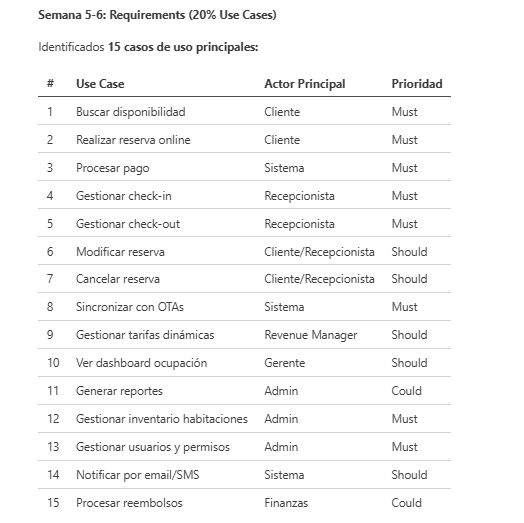 Semana 5-6: Requirements (20% Use Cases)
Identificados 15 casos de uso principales:
# Use Case Actor Principal Prioridad
1 Buscar disponibilidad Cliente Must
2 Realizar reserva online Cliente Must
3 Procesar pago Sistema Must
4 Gestionar check-in Recepcionista Must
5 Gestionar check-out Recepcionista Must
6 Modificar reserva Cliente/Recepcionista Should
7 Cancelar reserva Cliente/Recepcionista Should
8 Sincronizar con OTAs Sistema Must
9 Gestionar tarifas dinámicas Revenue Manager Should
10 Ver dashboard ocupación Gerente Should
11 Generar reportes Admin Could
12 Gestionar inventario habitaciones Admin Must
13 Gestionar usuarios y permisos Admin Must
14 Notificar por email/SMS Sistema Should
15 Procesar reembolsos Finanzas Could